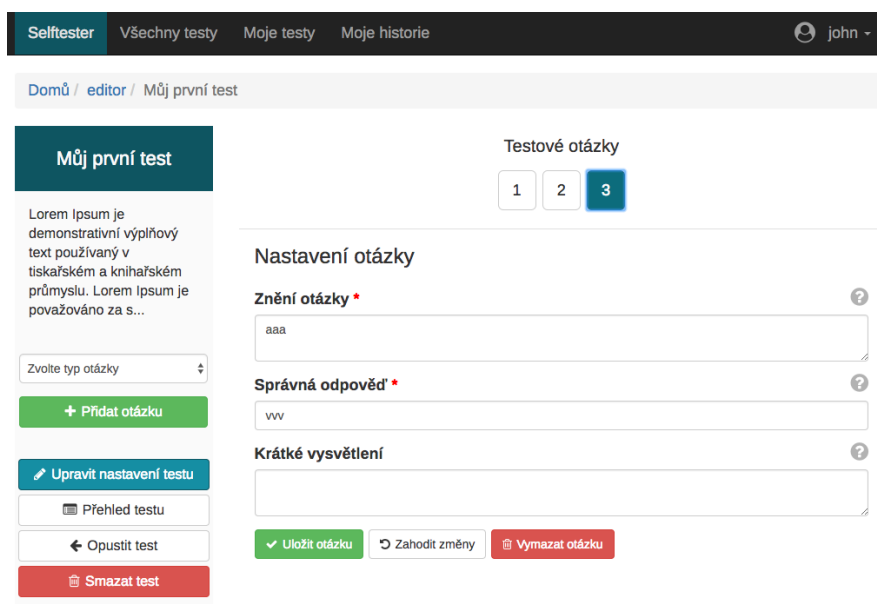 Selftester Všechny testy Moje testy Moje historie john
Domů / editor / Můj první test
Můj první test
Lorem Ipsum je
demonstrativní výplňový
text používaný v
tiskařském a knihařském
průmyslu. Lorem Ipsum je
považováno za s...
Zvolte typ otázky
Přidat otázku
Upravit nastavení testu
Přehled testu
Opustit test
Smazat test
Testové otázky
1 2 3
Nastavení otázky
Znění otázky *
aaa
Správná odpověď *
vvv
Krátké vysvětlení
Uložit otázku Zahodit změny Vymazat otázku